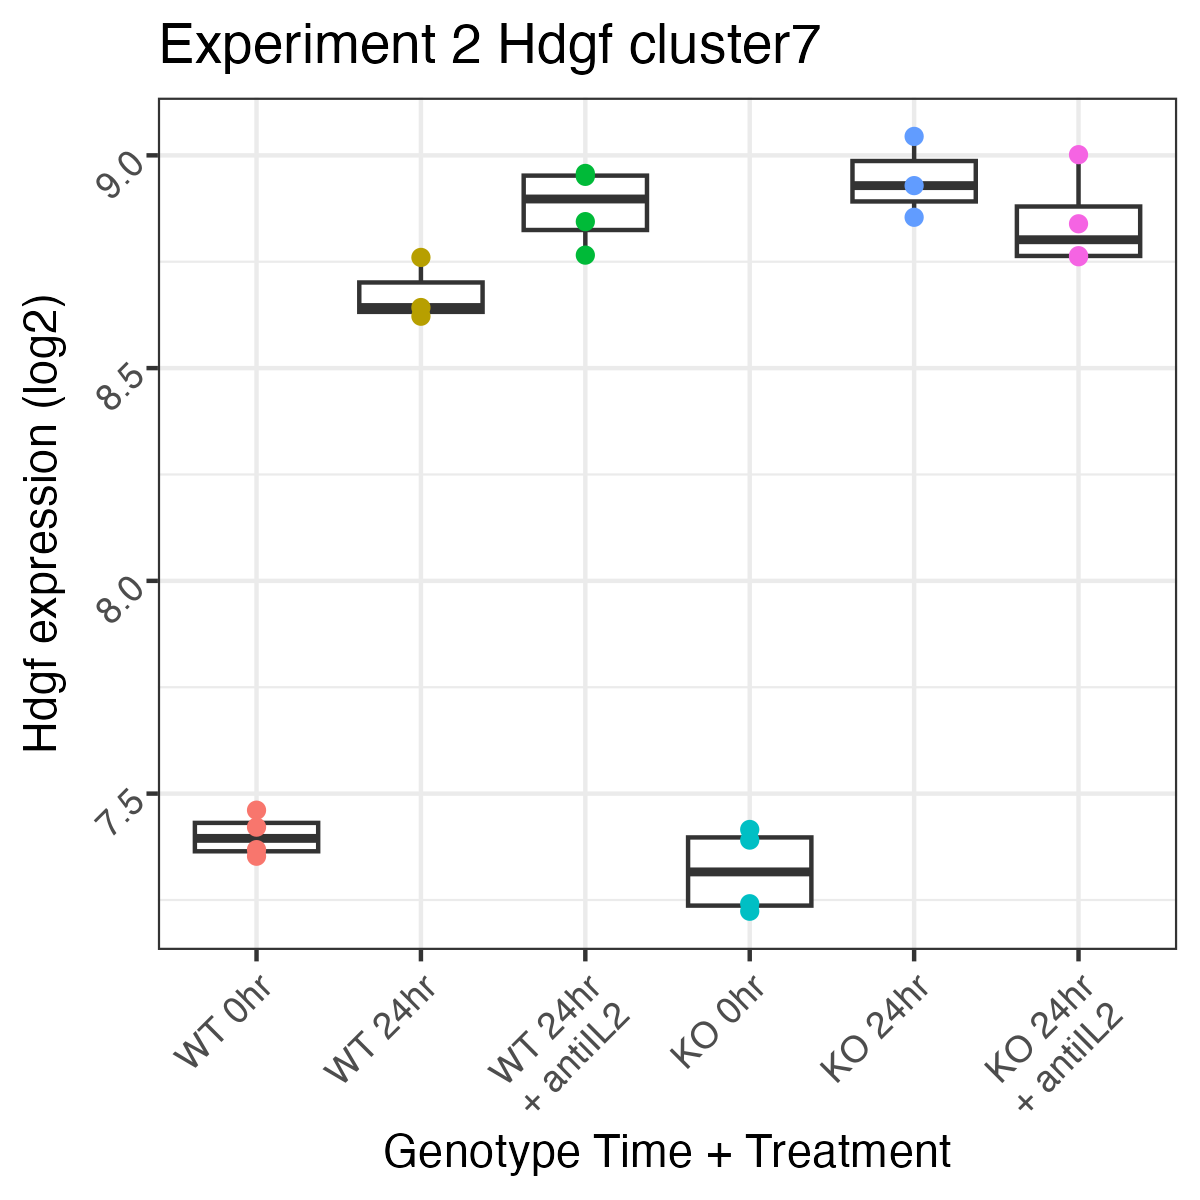 Experiment 2 Hdgf cluster7
Hdgf expression (log2)
9.0
8.5
8.0
7.5
WT 0hr
WT 24hr
WT 24hr
+ antiIL2
KO 0hr
KO 24hr
KO 24hr
+ antiIL2
Genotype Time + Treatment